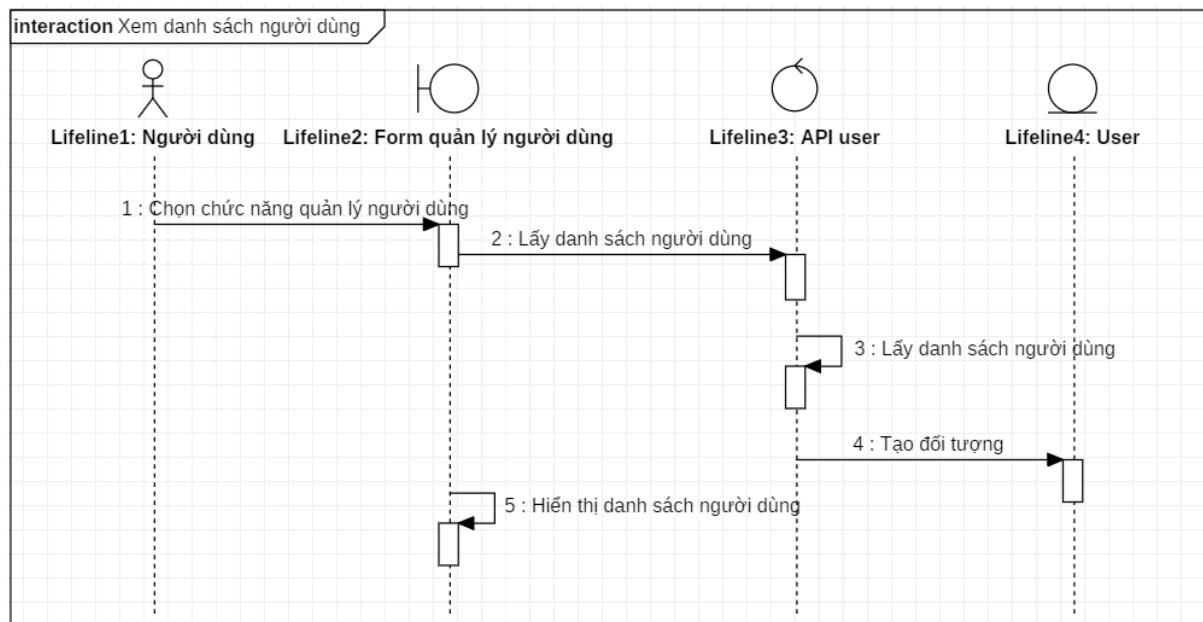 interaction Xem danh sách người dùng
Lifeline1: Người dùng
Lifeline2: Form quản lý người dùng
Lifeline3: API user
Lifeline4: User
1 : Chọn chức năng quản lý người dùng
2 : Lấy danh sách người dùng
3 : Lấy danh sách người dùng
4 : Tạo đối tượng
5 : Hiển thị danh sách người dùng